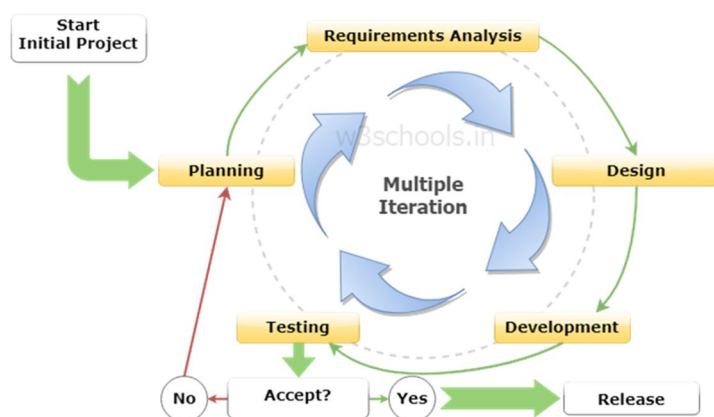 Start
Initial Project
Requirements Analysis
w3schools.in
Planning
Multiple
Iteration
Design
Testing
Development
No
Accept?
Yes
Release